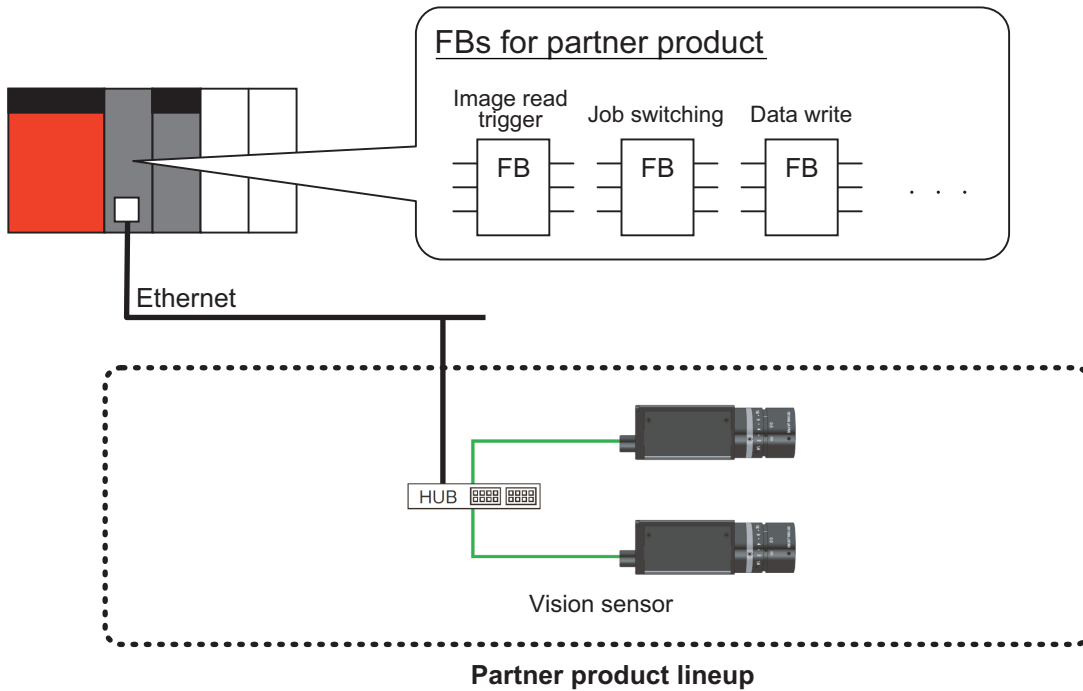 FBs for partner product
Image read
trigger
Job switching
Data write
FB
FB
FB
. . .
Ethernet
HUB
Vision sensor
Partner product lineup